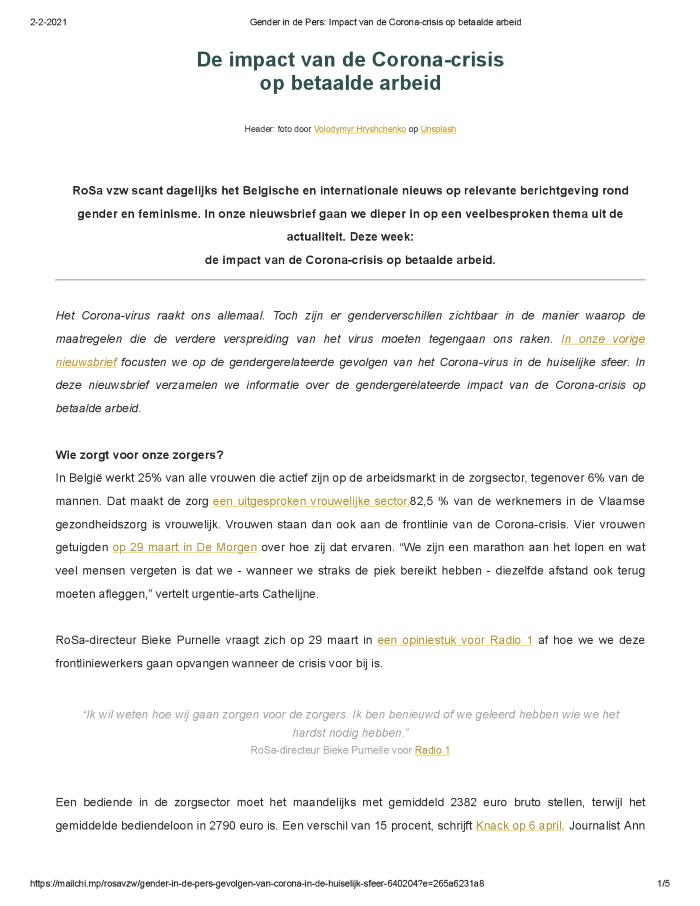 2-2-2021
Gender in de Pers: Impact van de Corona-crisis op betaalde arbeid
De impact van de Corona-crisis
op betaalde arbeid
Header: foto door Volodymyr Hryshchenko op Unsplash
RoSa vzw scant dagelijks het Belgische en internationale nieuws op relevante berichtgeving rond
gender en feminisme. In onze nieuwsbrief gaan we dieper in op een veelbesproken thema uit de
actualiteit. Deze week:
de impact van de Corona-crisis op betaalde arbeid.
Het Corona-virus raakt ons allemaal. Toch zijn er genderverschillen zichtbaar in de manier waarop de
maatregelen die de verdere verspreiding van het virus moeten tegengaan ons raken. In onze vorige
nieuwsbrief focusten we op de gendergerelateerde gevolgen van het Corona-virus in de huiselijke sfeer. In
deze nieuwsbrief verzamelen we informatie over de gendergerelateerde impact van de Corona-crisis op
betaalde arbeid.
Wie zorgt voor onze zorgers?
In België werkt 25% van alle vrouwen die actief zijn op de arbeidsmarkt in de zorgsector, tegenover 6% van de
mannen. Dat maakt de zorg een uitgesproken vrouwelijke sector.82,5 % van de werknemers in de Vlaamse
gezondheidszorg is vrouwelijk. Vrouwen staan dan ook aan de frontlinie van de Corona-crisis. Vier vrouwen
getuigden op 29 maart in De Morgen over hoe zij dat ervaren. “We zijn een marathon aan het lopen en wat
veel mensen vergeten is dat we - wanneer we straks de piek bereikt hebben - diezelfde afstand ook terug
moeten afleggen,” vertelt urgentie-arts Cathelijne.
RoSa-directeur Bieke Purnelle vraagt zich op 29 maart in een opiniestuk voor Radio 1 af hoe we we deze
frontliniewerkers gaan opvangen wanneer de crisis voor bij is.
“Ik wil weten hoe wij gaan zorgen voor de zorgers. Ik ben benieuwd of we geleerd hebben wie we het
hardst nodig hebben.”
RoSa-directeur Bieke Purnelle voor Radio 1
Een bediende in de zorgsector moet het maandelijks met gemiddeld 2382 euro bruto stellen, terwijl het
gemiddelde bediendeloon in 2790 euro is. Een verschil van 15 procent, schrijft Knack op 6 april. Journalist Ann
https://mailchi.mp/rosavzw/gender-in-de-pers-gevolgen-van-corona-in-de-huiselijk-sfeer-640204?e=265a6231a8
1/5